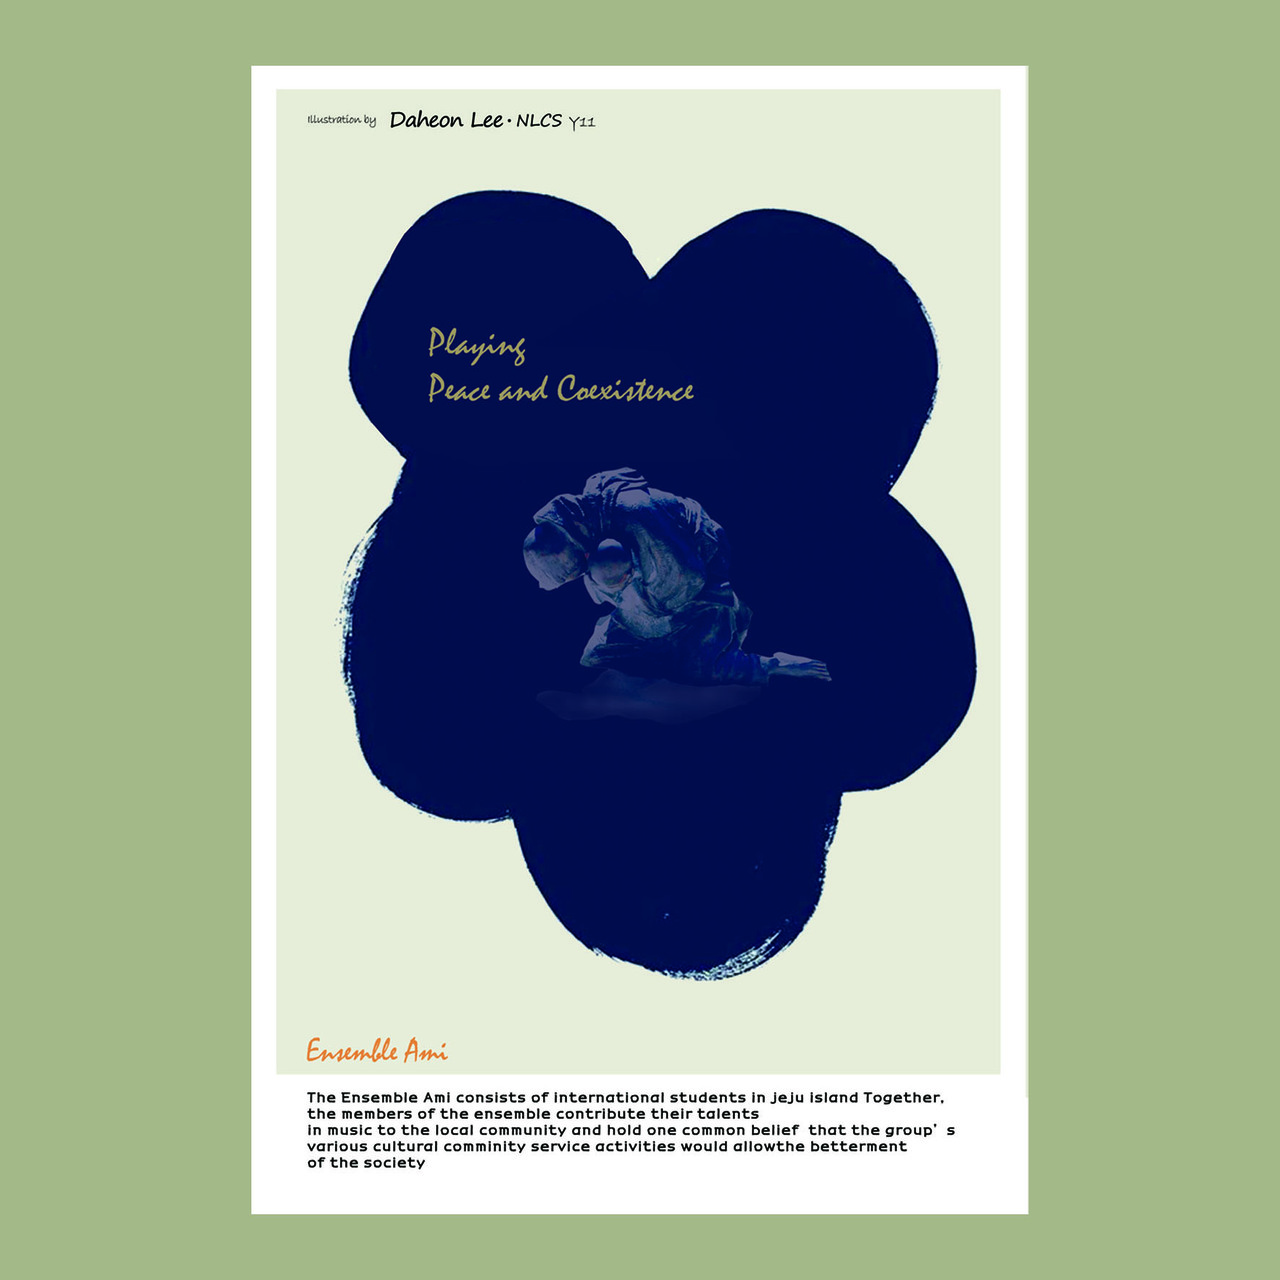 Illustration by Daheon Lee · NLCS Y11
Playing
Peace and Coexistence
Ensemble Ami
The Ensemble Ami consists of international students in jeju island Together,
the members of the ensemble contribute their talents
in music to the local community and hold one common belief that the group's
various cultural comminity service activities would allowthe betterment
of the society